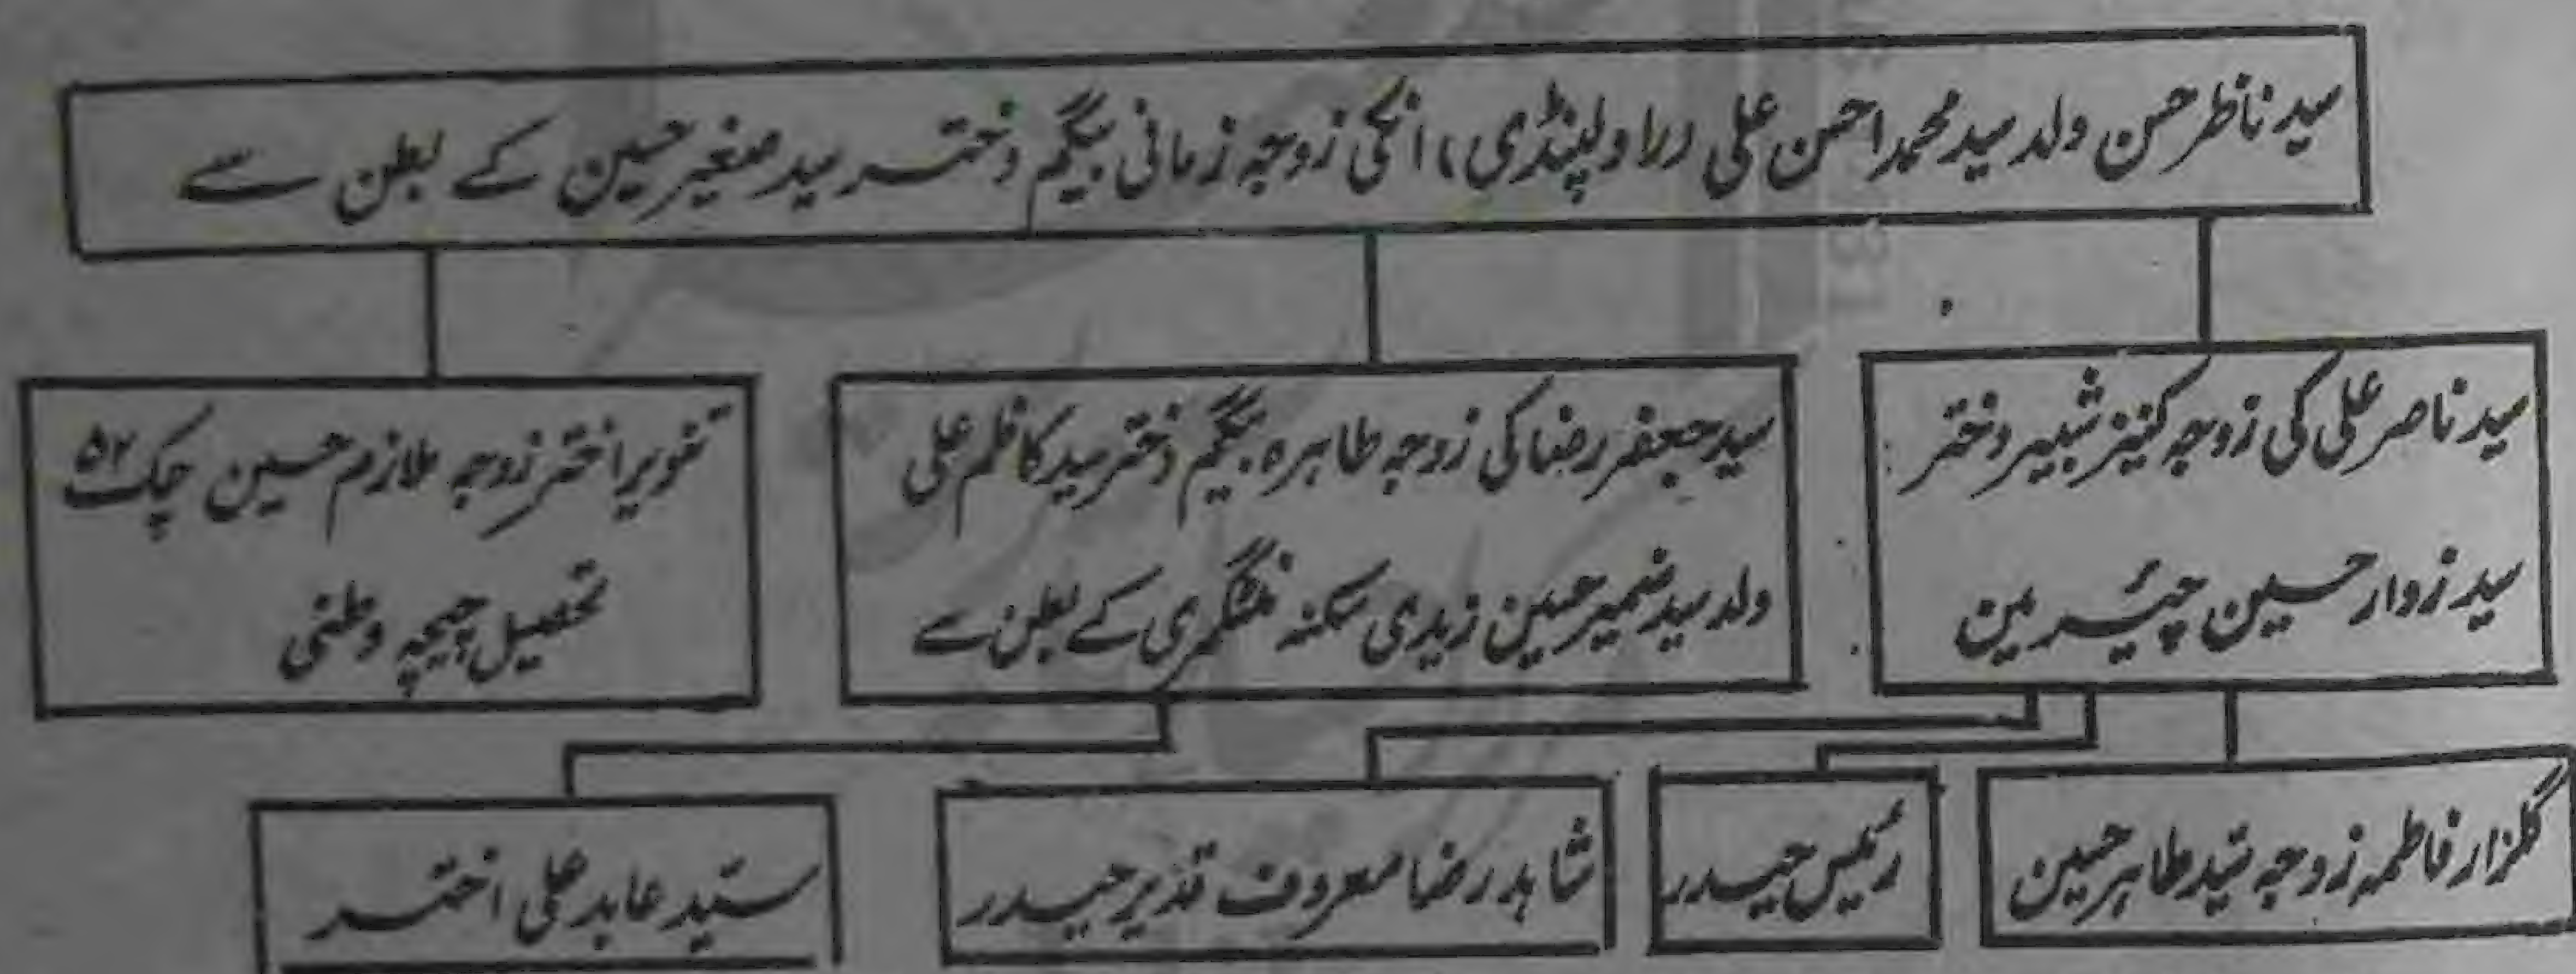 سید ناظر حسن ولد سید محمد احسن علی (راولپنڈی، انکی زوجہ زمانی بیگم دختر سید صغیر حسین کے بطن سے
سید ناصر علی کی زوجہ کنیز شبیر دختر
سید زوار حسین چیئرمین
سید جعفر رضا کی زوجہ طاہرہ بیگم دختر سید کاظم علی
ولد سید ضمیر حسین زیدی سکنہ منٹگمری کے بطن سے
تنویر اختر زوجہ ملازم حسین چک ۵۲
تحصیل چیچہ وطنی
گلزار فاطمہ زوجہ سید طاہر حسین
رئیس حیدر
شاہد رضا معروف قدیر حیدر
سید عابد علی اختر